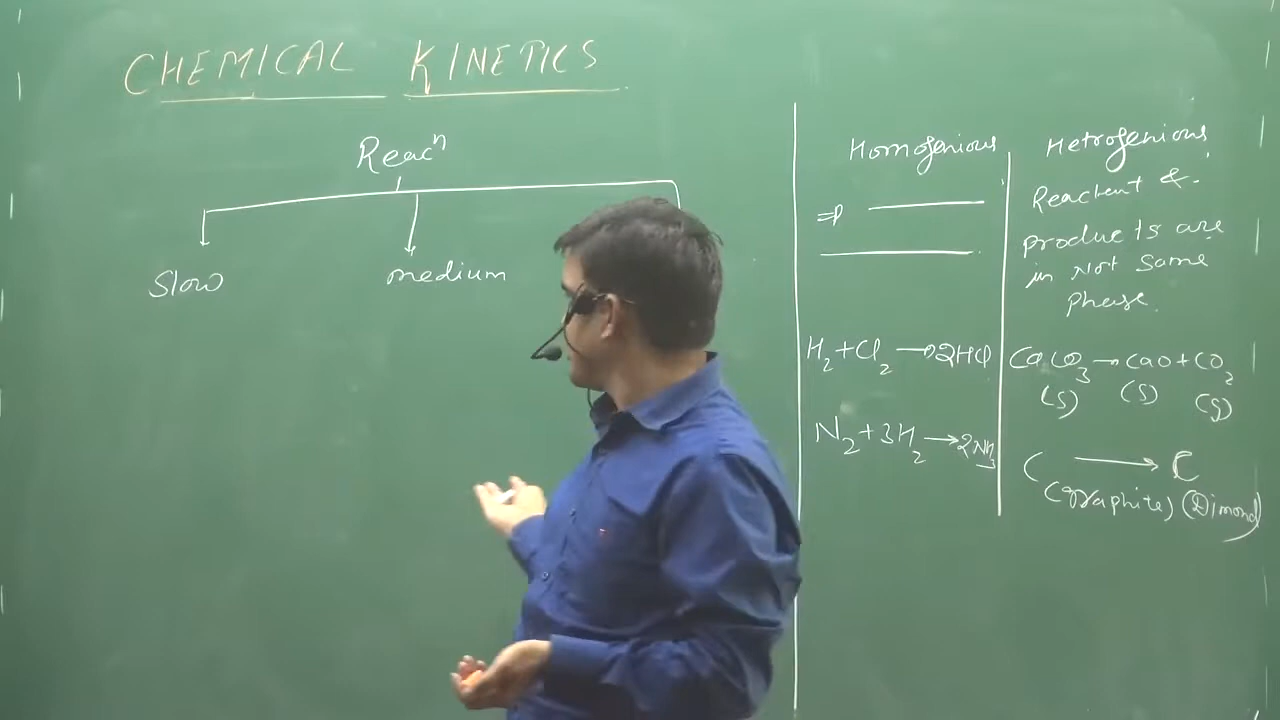 CHEMICAL KINETICS
Reacⁿ
Slow
medium
Homogenious
⇒
H₂+Cl₂ → 2HCl
N₂+3H₂ → 2NH₃
Hetrogenious
Reactent &
products are
in Not Same
phase.
CaCO₃ → CaO+CO₂
(s) (s) (g)
C → C
(graphite) (Dimond)